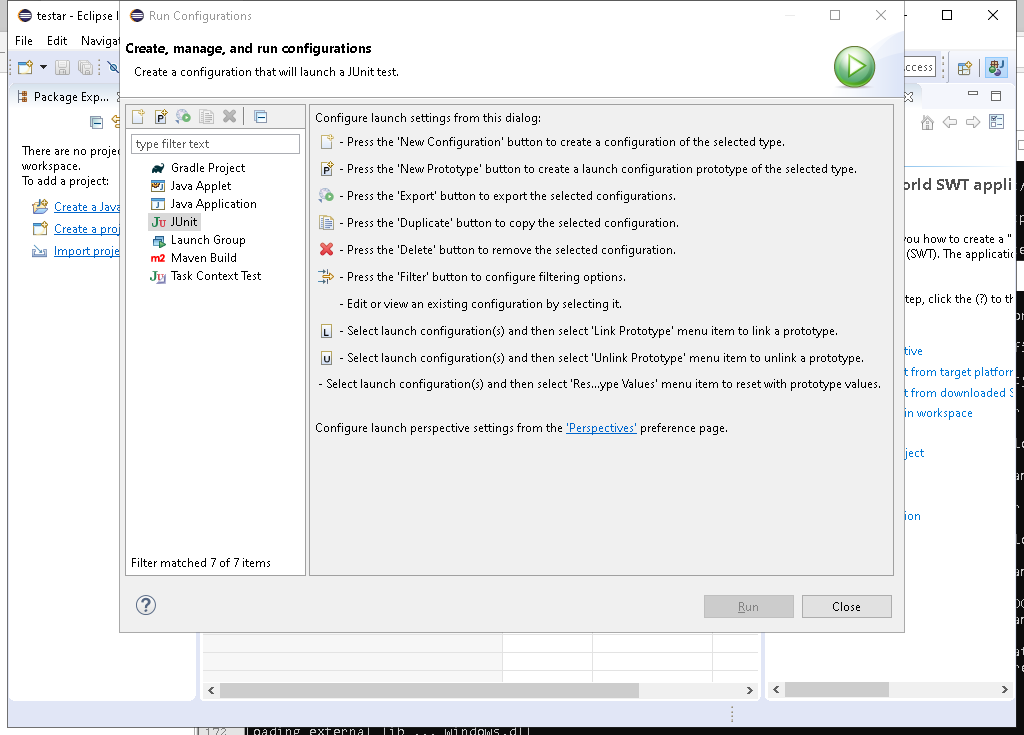 testar - Eclipse
Run Configurations
File Edit Navigat
Create, manage, and run configurations
Create a configuration that will launch a JUnit test.
ccess
Package Exp...
type filter text
Gradle Project
Java Applet
Java Application
JUnit
Launch Group
Maven Build
Task Context Test
Filter matched 7 of 7 items
Configure launch settings from this dialog:
- Press the 'New Configuration' button to create a configuration of the selected type.
- Press the 'New Prototype' button to create a launch configuration prototype of the selected type.
- Press the 'Export' button to export the selected configurations.
- Press the 'Duplicate' button to copy the selected configuration.
- Press the 'Delete' button to remove the selected configuration.
- Press the 'Filter' button to configure filtering options.
- Edit or view an existing configuration by selecting it.
- Select launch configuration(s) and then select 'Link Prototype' menu item to link a prototype.
- Select launch configuration(s) and then select 'Unlink Prototype' menu item to unlink a prototype.
- Select launch configuration(s) and then select 'Res...ype Values' menu item to reset with prototype values.
Configure launch perspective settings from the 'Perspectives' preference page.
Run
Close
There are no projec
workspace.
To add a project:
Create a Java
Create a proj
Import proje
orld SWT appli
you how to create a "
(SWT). The applicatio
tep, click the (?) to th
tive
t from target platform
t from downloaded S
in workspace
ject
ion
172 Loading external lib ... windows.dll